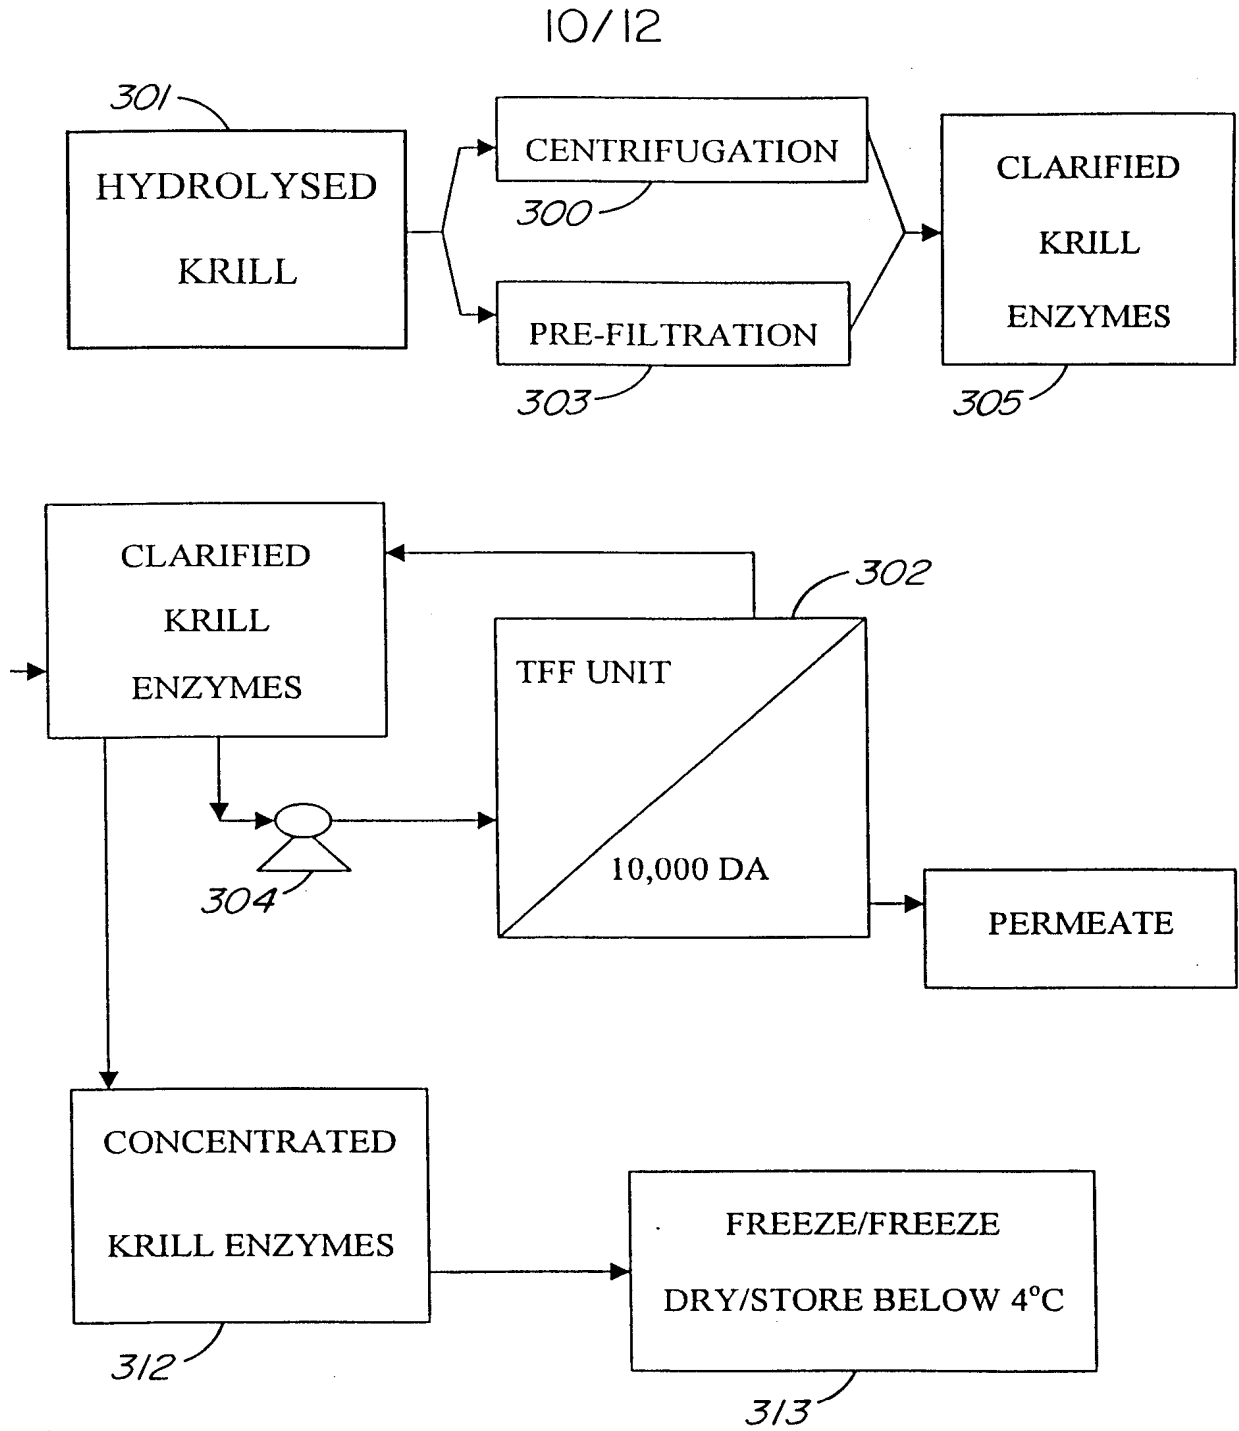 10/12
301
HYDROLYSED
KRILL
CENTRIFUGATION
300
PRE-FILTRATION
303
CLARIFIED
KRILL
ENZYMES
305
CLARIFIED
KRILL
ENZYMES
302
TFF UNIT
10,000 DA
304
PERMEATE
CONCENTRATED
KRILL ENZYMES
312
FREEZE/FREEZE
DRY/STORE BELOW 4°C
313